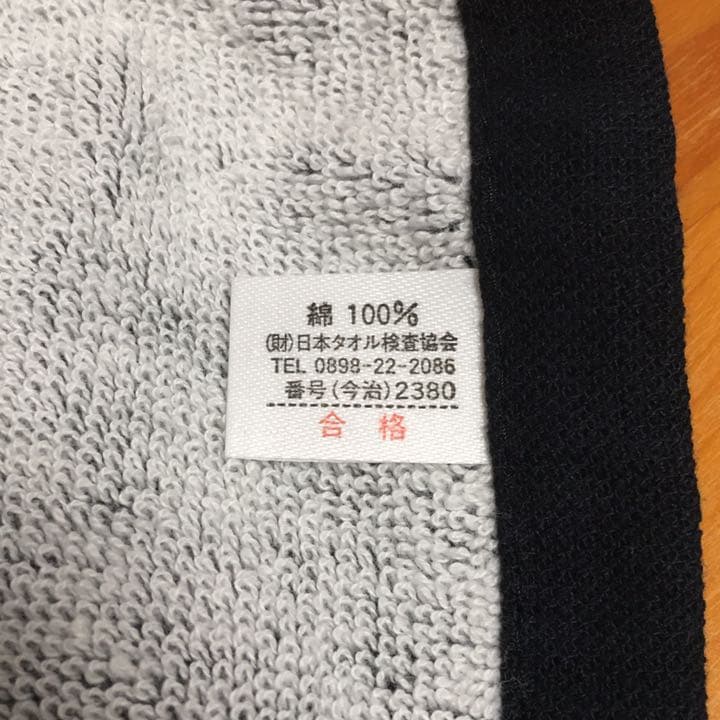 綿 100%
(財)日本タオル検査協会
TEL 0898-22-2086
番号(今治)2380
合 格